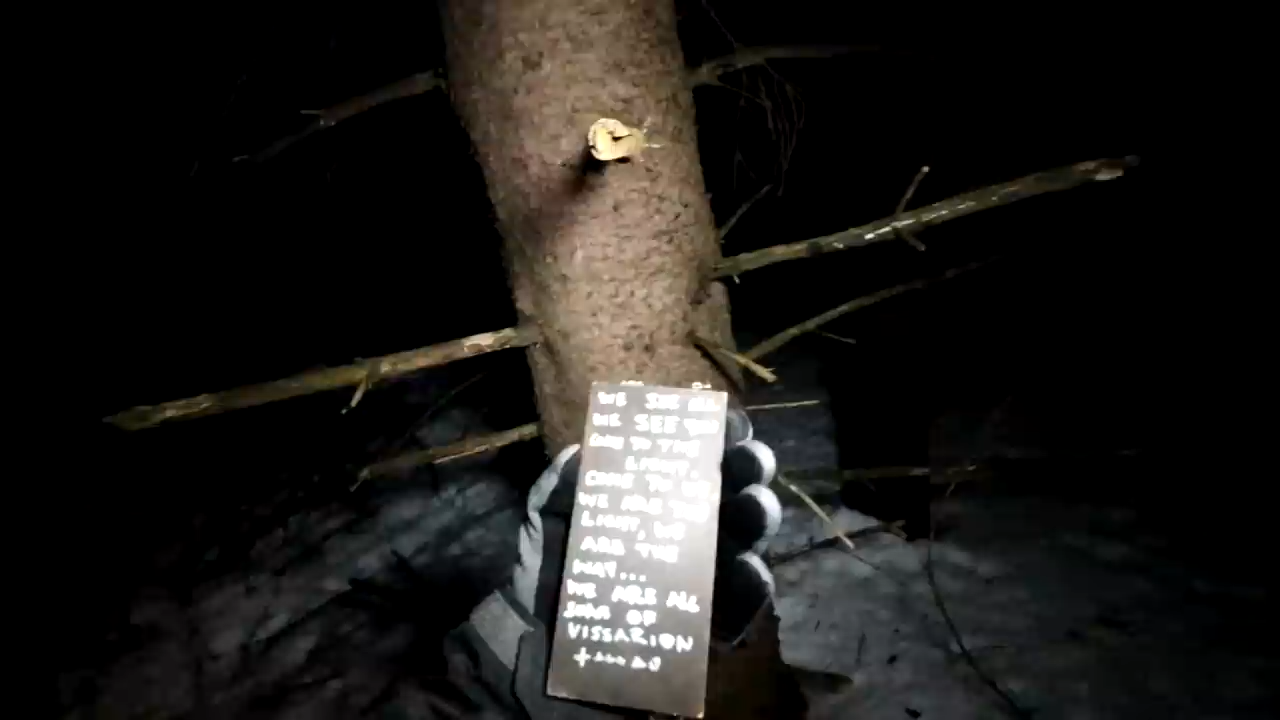 WE SEE ALL
WE SEE YOU
COME TO THE
LIGHT.
COME TO US
WE ARE THE
LIGHT, WE
ARE THE
WAY...
WE ARE ALL
OF
VISSARION